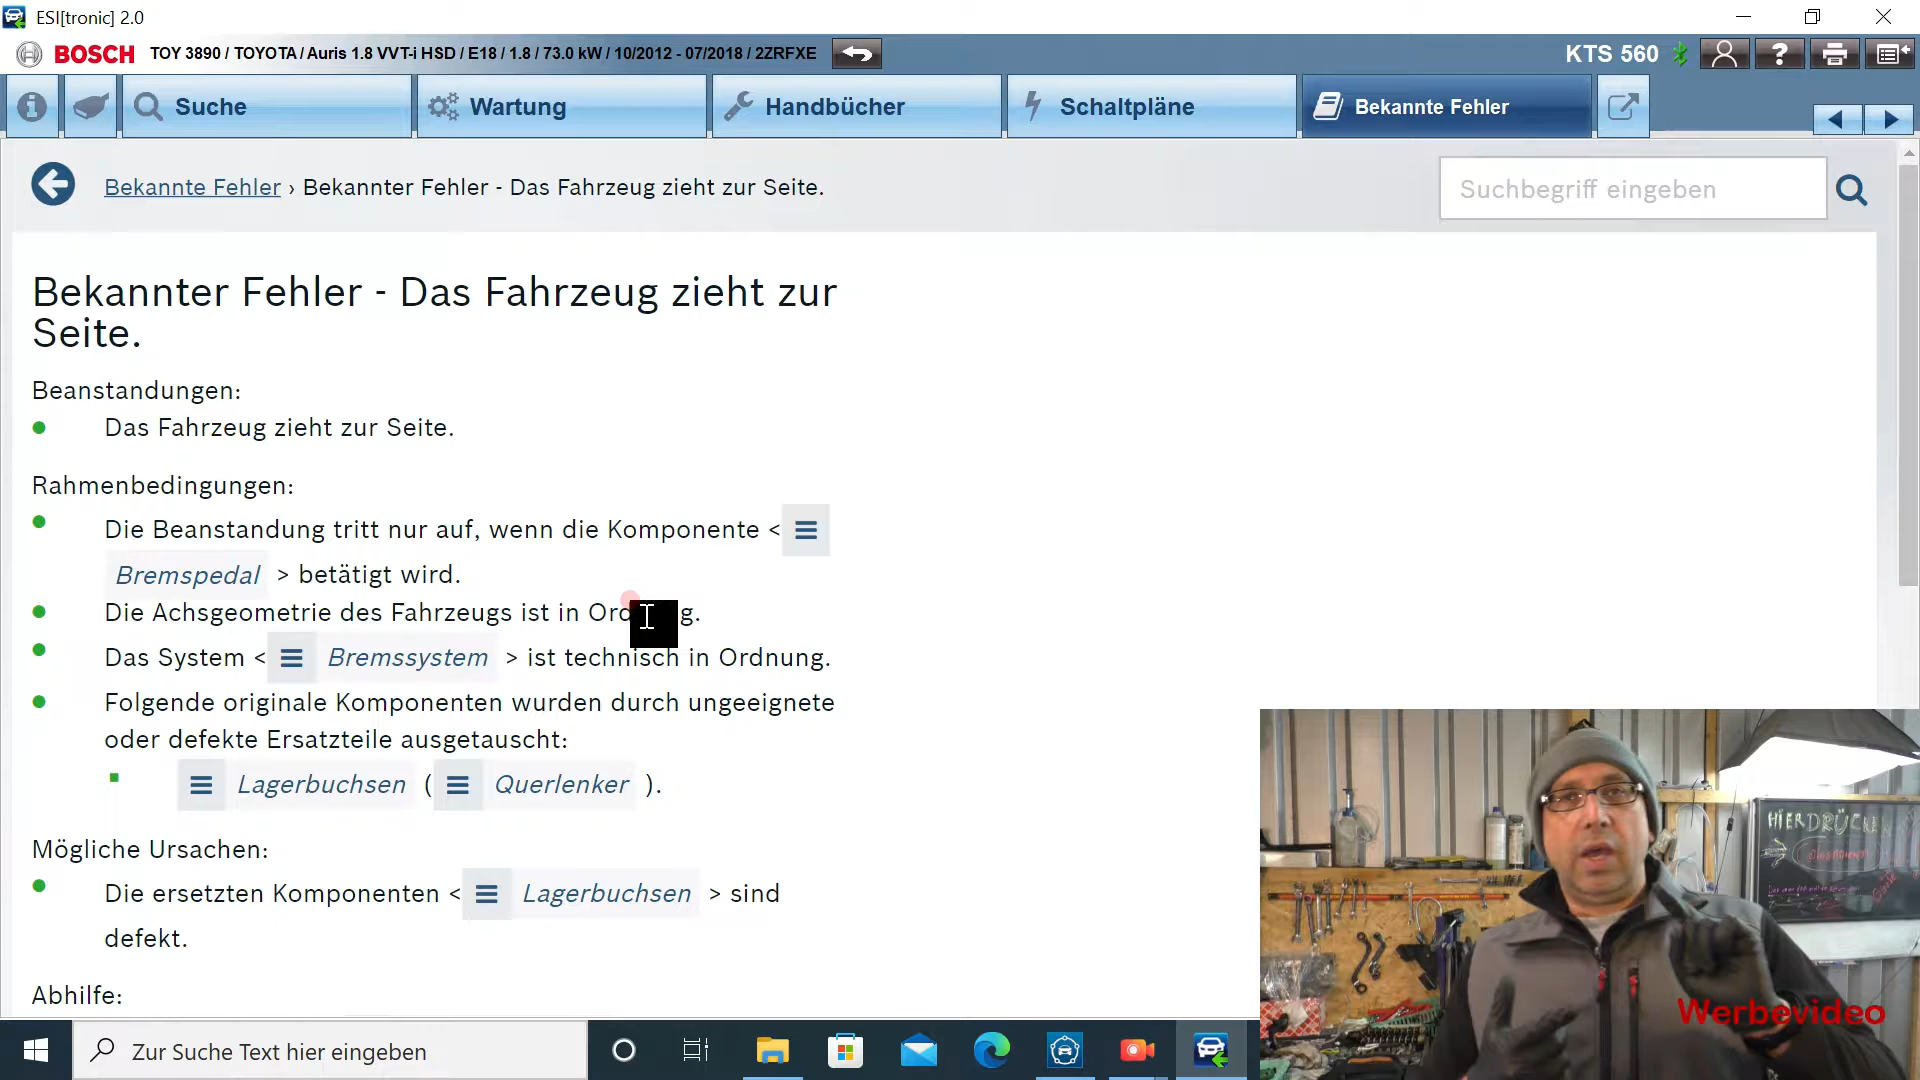 ESI[tronic] 2.0
BOSCH TOY 3890 / TOYOTA / Auris 1.8 VVT-i HSD / E18 / 1.8 / 73.0 kW / 10/2012 - 07/2018 / 2ZRFXE KTS 560 ?
Suche Wartung Handbücher Schaltpläne Bekannte Fehler
Bekannte Fehler › Bekannter Fehler - Das Fahrzeug zieht zur Seite. Suchbegriff eingeben
Bekannter Fehler - Das Fahrzeug zieht zur
Seite.
Beanstandungen:
Das Fahrzeug zieht zur Seite.
Rahmenbedingungen:
Die Beanstandung tritt nur auf, wenn die Komponente <
Bremspedal > betätigt wird.
Die Achsgeometrie des Fahrzeugs ist in g.
Das System < Bremssystem > ist technisch in Ordnung.
Folgende originale Komponenten wurden durch ungeeignete
oder defekte Ersatzteile ausgetauscht:
Lagerbuchsen ( Querlenker ).
Mögliche Ursachen:
Die ersetzten Komponenten < Lagerbuchsen > sind
defekt.
Abhilfe:
HIERDRÜCKEN
Werbevideo
Zur Suche Text hier eingeben